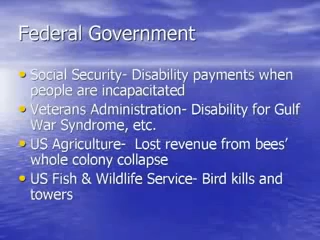 Federal Government
Social Security- Disability payments when
people are incapacitated
Veterans Administration- Disability for Gulf
War Syndrome, etc.
US Agriculture-  Lost revenue from bees’
whole colony collapse
US Fish & Wildlife Service- Bird kills and
towers